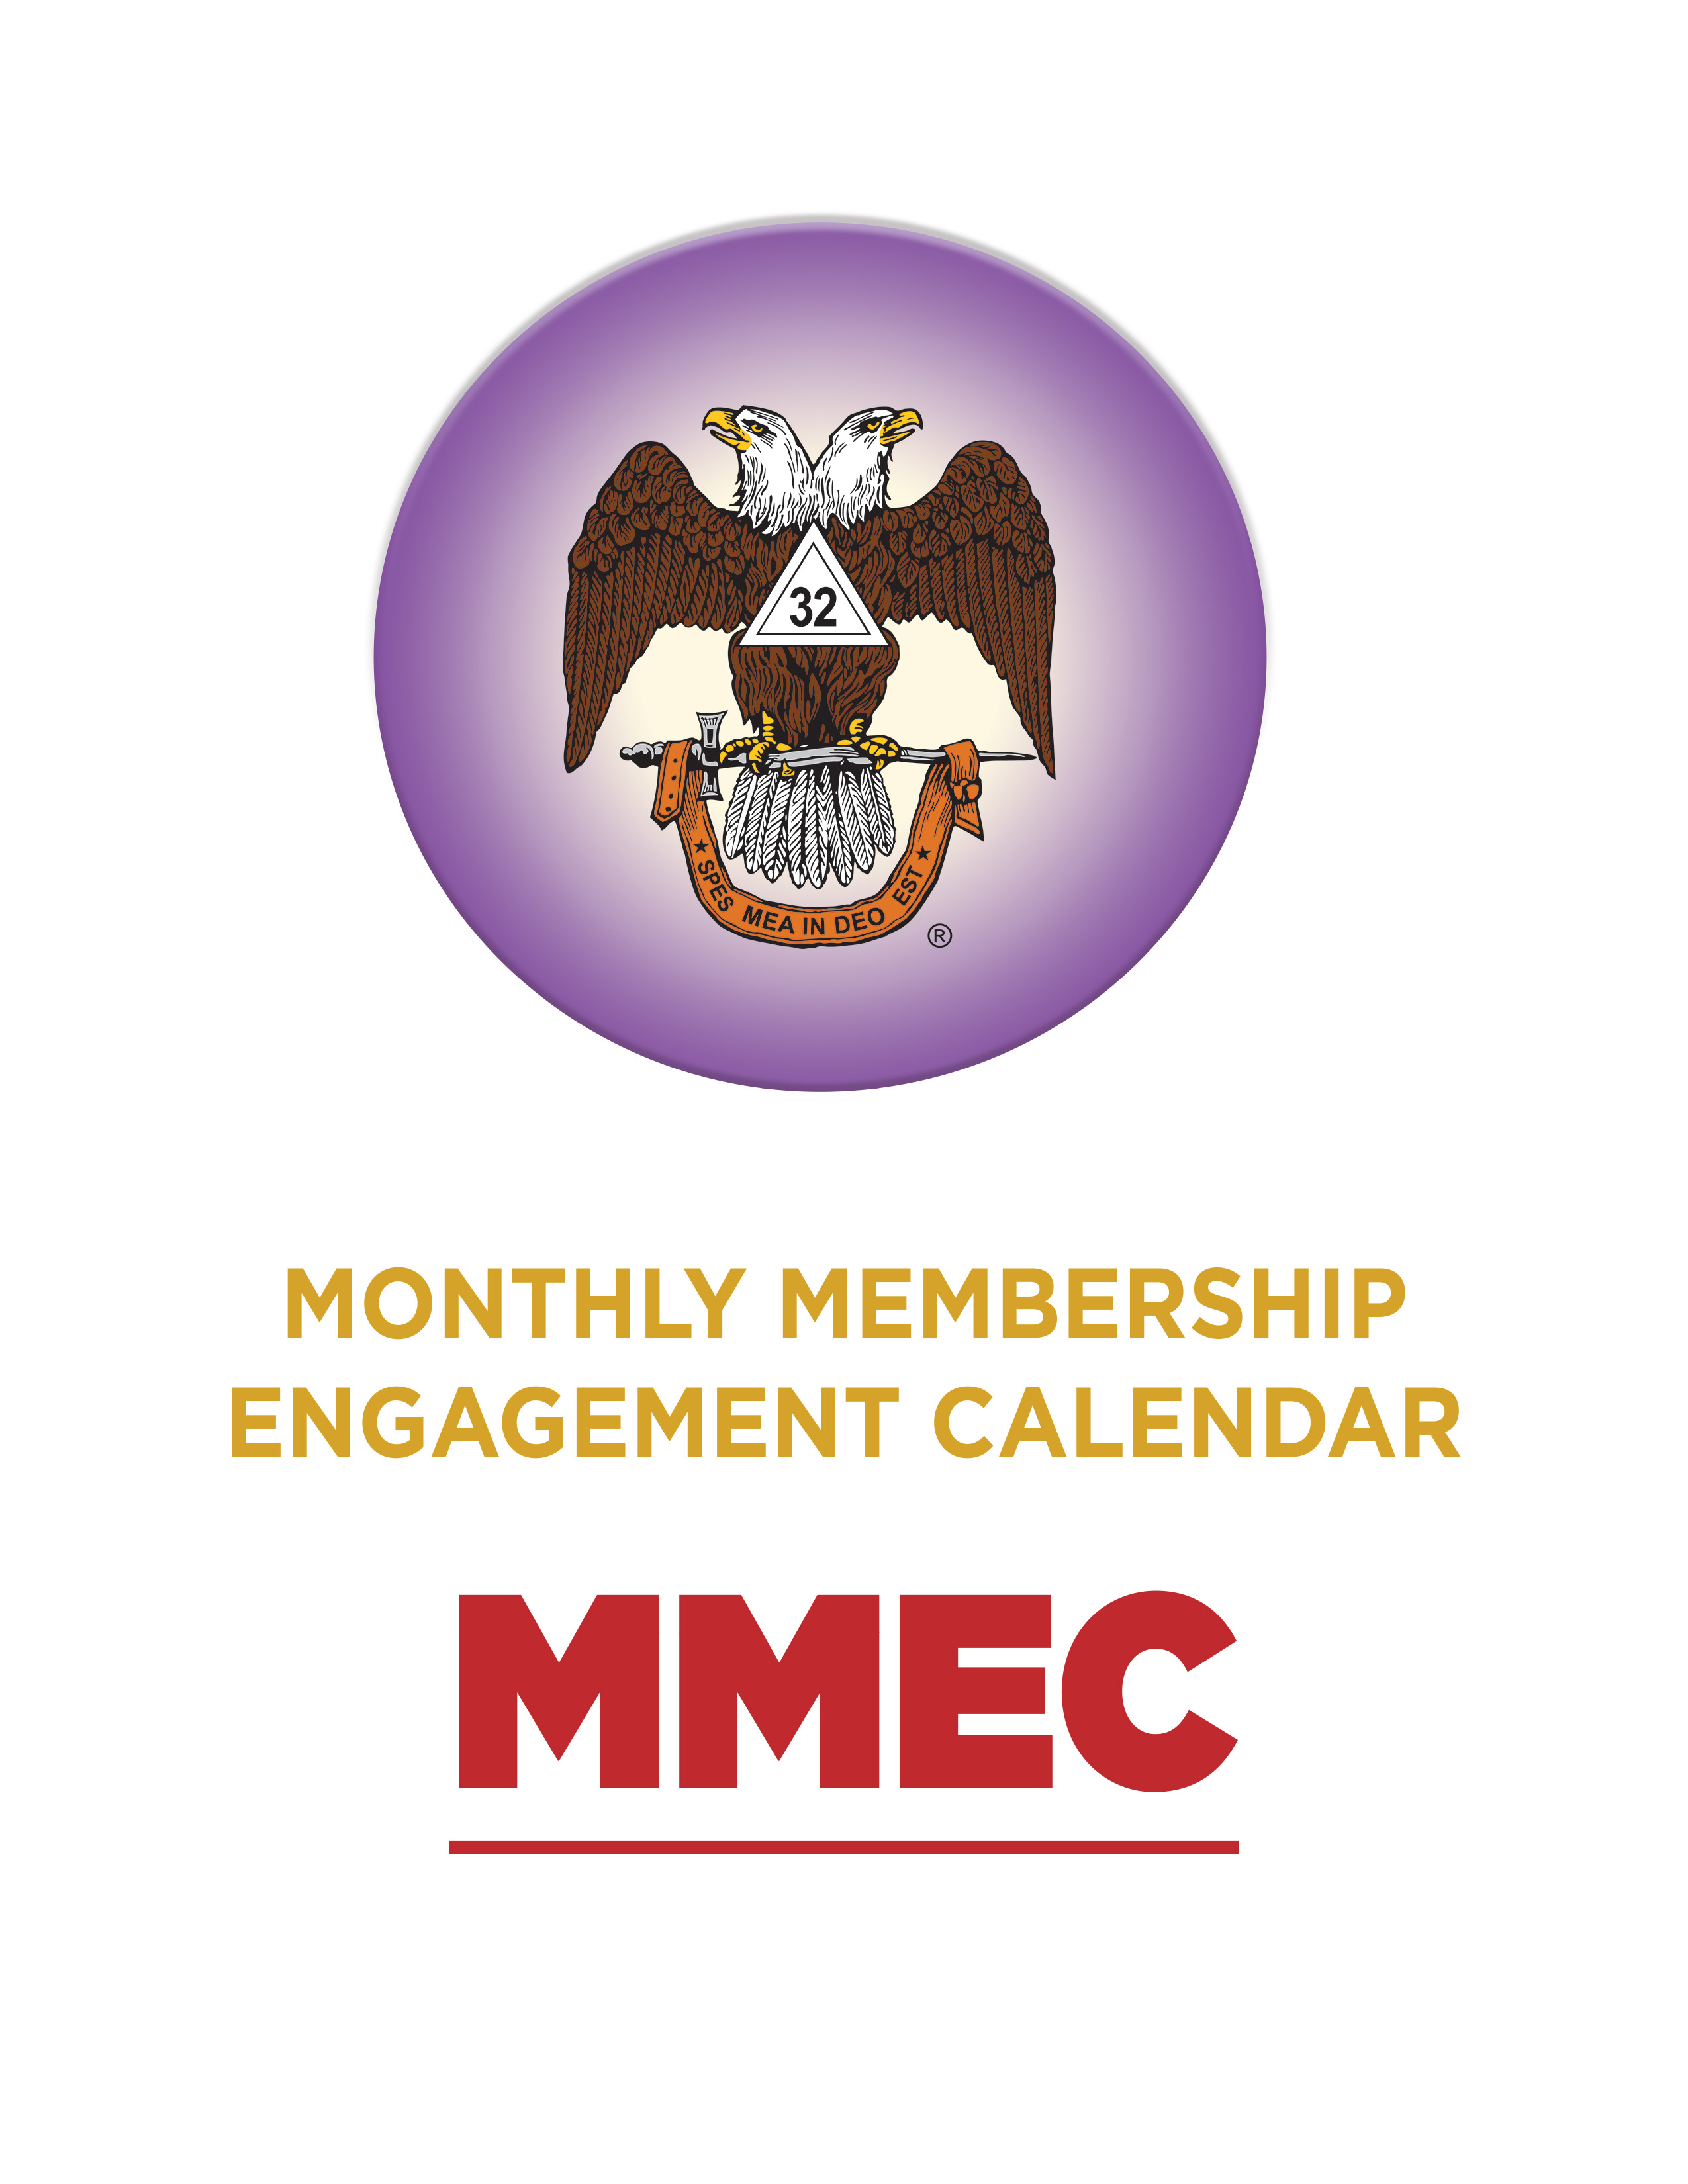 32
★ SPES MEA IN DEO EST ★
®
MONTHLY MEMBERSHIP
ENGAGEMENT CALENDAR
MMEC